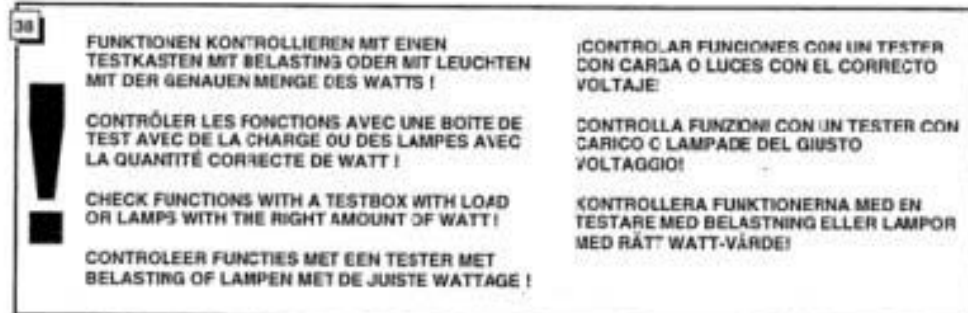 38
FUNKTIONEN KONTROLLIEREN MIT EINEN
TESTKASTEN MIT BELASTING ODER MIT LEUCHTEN
MIT DER GENAUEN MENGE DES WATTS !
CONTRÔLER LES FONCTIONS AVEC UNE BOITE DE
TEST AVEC DE LA CHARGE OU DES LAMPES AVEC
LA QUANTITÉ CORRECTE DE WATT !
CHECK FUNCTIONS WITH A TESTBOX WITH LOAD
OR LAMPS WITH THE RIGHT AMOUNT OF WATT !
CONTROLEER FUNCTIES MET EEN TESTER MET
BELASTING OF LAMPEN MET DE JUISTE WATTAGE !
¡CONTROLAR FUNCIONES CON UN TESTER
CON CARGA O LUCES CON EL CORRECTO
VOLTAJE!
CONTROLLA FUNZIONI CON UN TESTER CON
CARICO O LAMPADE DEL GIUSTO
VOLTAGGIO!
KONTROLLERA FUNKTIONERNA MED EN
TESTARE MED BELASTNING ELLER LAMPOR
MED RÄTT WATT-VÄRDE!
!